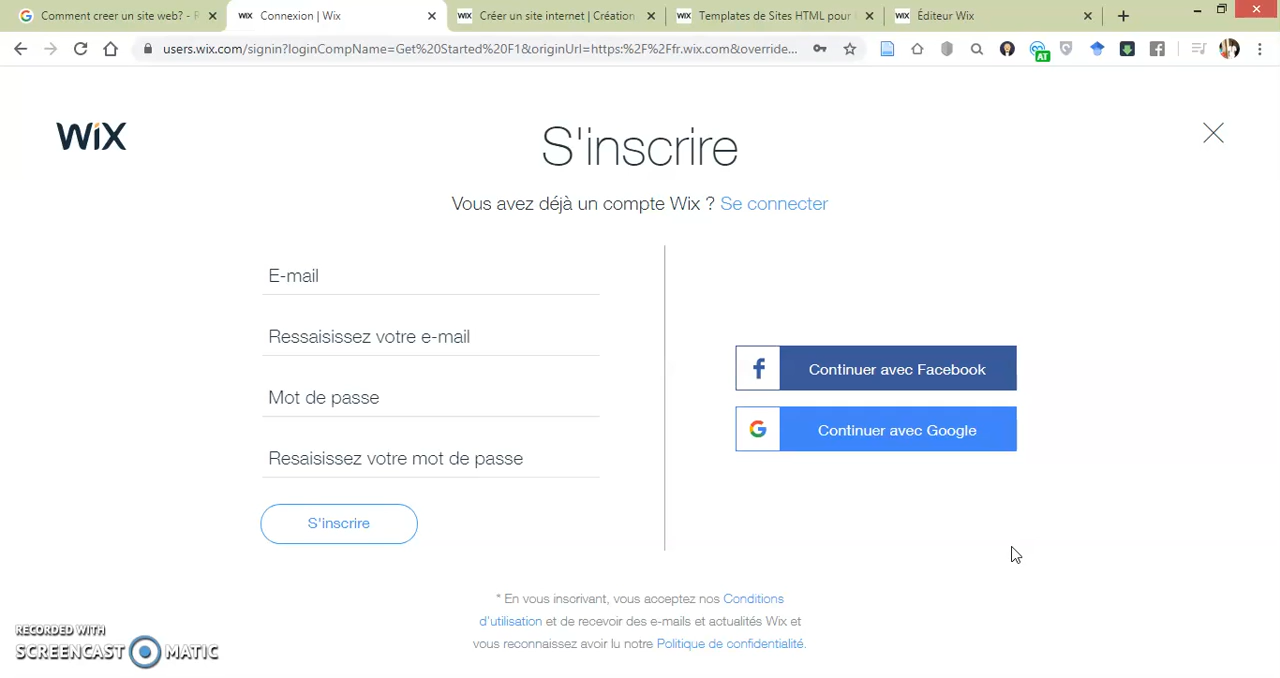 Comment creer un site web? -
Connexion | Wix
WIX Créer un site internet | Création
WIX Templates de Sites HTML pour
WIX Éditeur Wix
users.wix.com/signin?loginCompName=Get%20Started%20F1&originUrl=https:%2F%2Ffr.wix.com&override...
AT
WiX
S'inscrire
Vous avez déjà un compte Wix ? Se connecter
E-mail
Ressaisissez votre e-mail
Mot de passe
Resaisissez votre mot de passe
S'inscrire
f Continuer avec Facebook
G Continuer avec Google
* En vous inscrivant, vous acceptez nos Conditions
d'utilisation et de recevoir des e-mails et actualités Wix et
vous reconnaissez avoir lu notre Politique de confidentialité.
RECORDED WITH
SCREENCAST MATIC